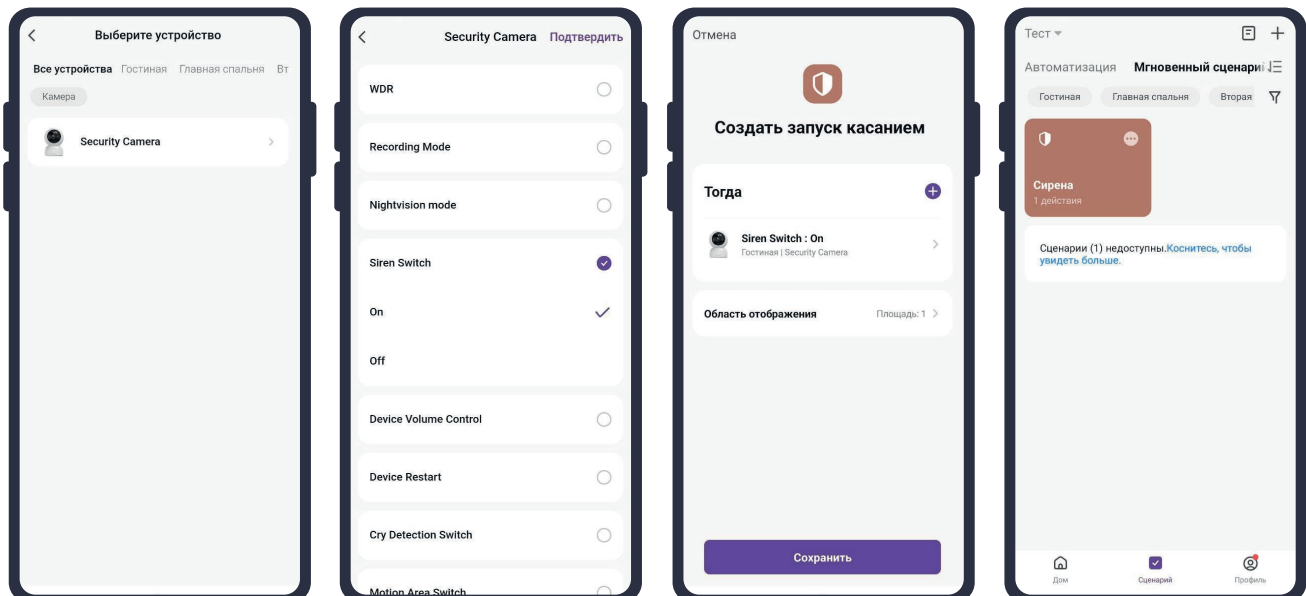 Выберите устройство
Все устройства Гостиная Главная спальня Вт
Камера
Security Camera
Security Camera Подтвердить
WDR
Recording Mode
Nightvision mode
Siren Switch
On
Off
Device Volume Control
Device Restart
Cry Detection Switch
Motion Area Switch
Отмена
Создать запуск касанием
Тогда
Siren Switch : On
Гостиная | Security Camera
Область отображения Площадь: 1
Сохранить
Тест
Автоматизация Мгновенный сценарий
Гостиная Главная спальня Вторая
Сирена
1 действия
Сценарии (1) недоступны.Коснитесь, чтобы
увидеть больше.
Дом Сценарий Профиль